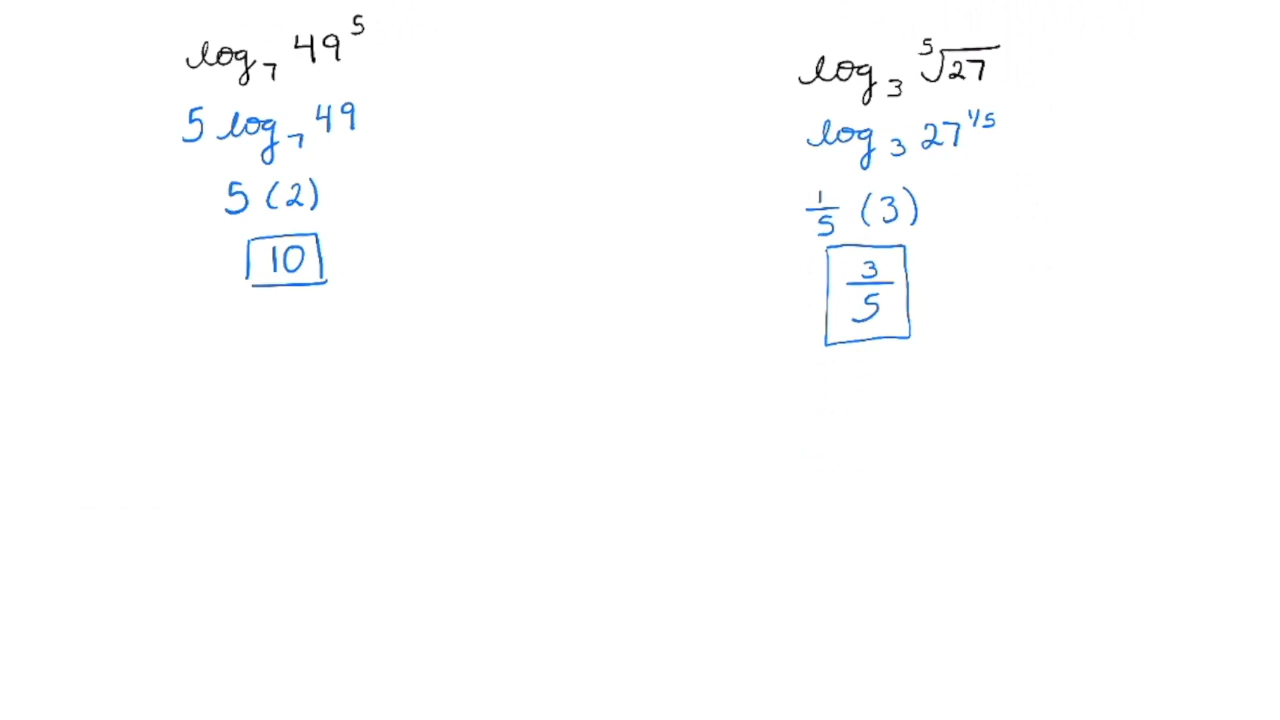 log₇ 49⁵
5 log₇ 49
5 (2)
10
log₃ ⁵√27
log₃ 27^1/5
1/5 (3)
3/5